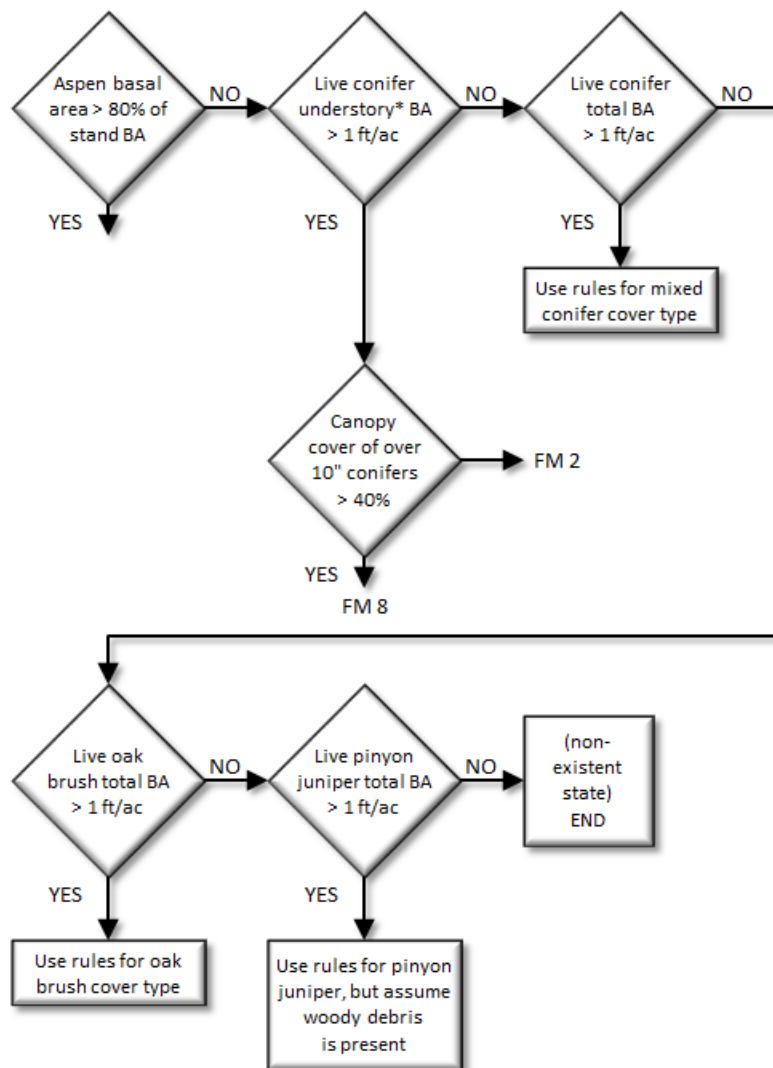 Aspen basal
area > 80% of
stand BA
NO
Live conifer
understory* BA
> 1 ft/ac
NO
Live conifer
total BA
> 1 ft/ac
NO
YES
YES
YES
Use rules for mixed
conifer cover type
Canopy
cover of over
10" conifers
> 40%
FM 2
YES
FM 8
Live oak
brush total BA
> 1 ft/ac
NO
Live pinyon
juniper total BA
> 1 ft/ac
NO
(non-
existent
state)
END
YES
YES
Use rules for oak
brush cover type
Use rules for pinyon
juniper, but assume
woody debris
is present